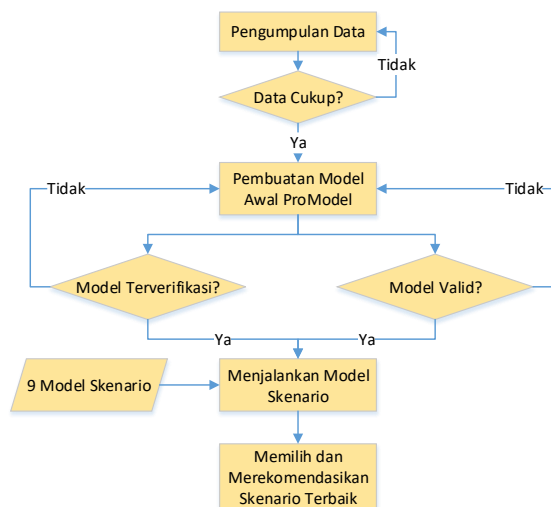 Pengumpulan Data
Tidak
Data Cukup?
Ya
Pembuatan Model
Awal ProModel
Tidak
Tidak
Model Terverifikasi?
Model Valid?
Ya
Ya
9 Model Skenario
Menjalankan Model
Skenario
Memilih dan
Merekomendasikan
Skenario Terbaik